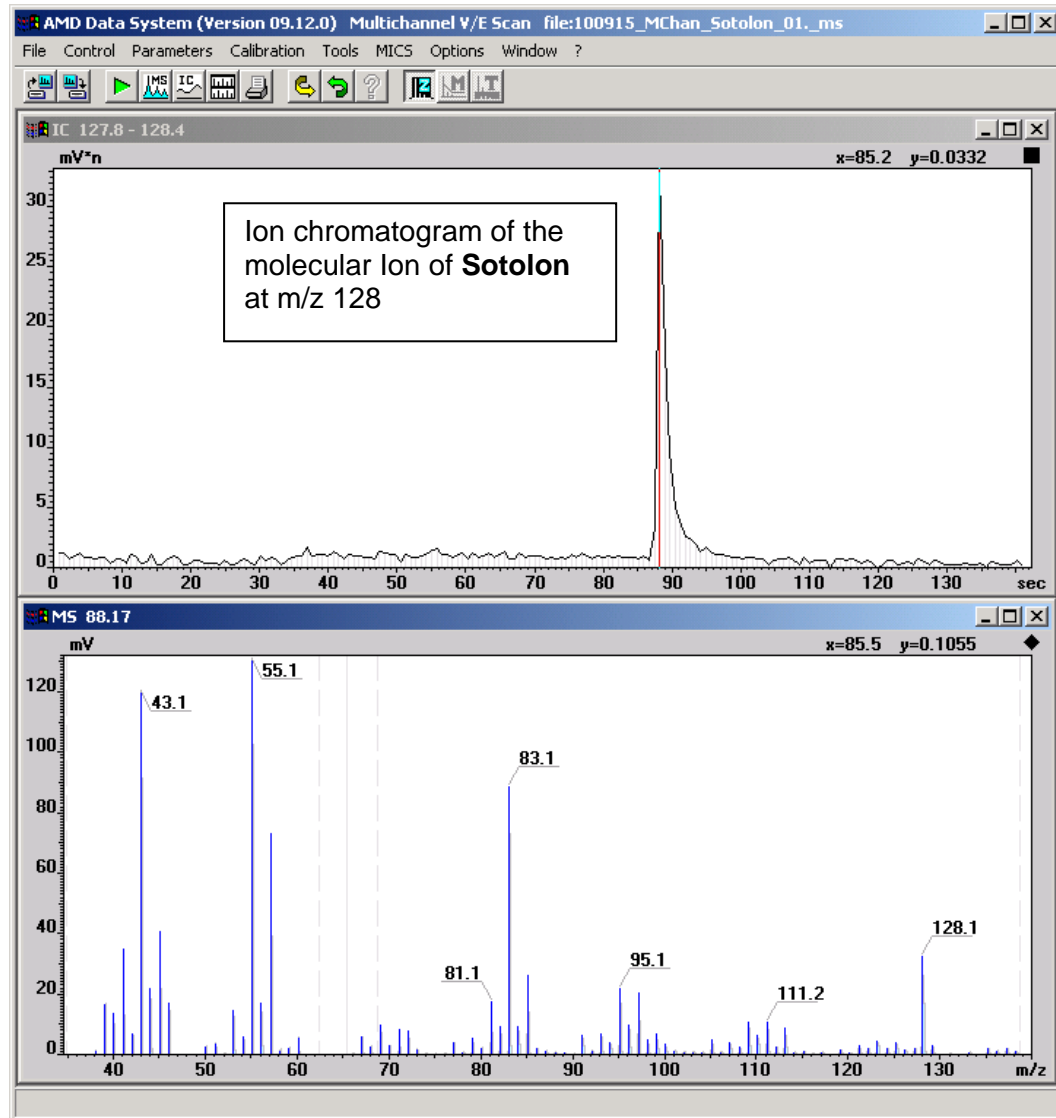 AMD Data System (Version 09.12.0) Multichannel V/E Scan file:100915_MChan_Sotolon_01._ms
File Control Parameters Calibration Tools MICS Options Window ?
MS IC
Z M I.T
IC 127.8 - 128.4
mV*n x=85.2 y=0.0332
Ion chromatogram of the
molecular Ion of Sotolon
at m/z 128
30
25
20
15
10
5
0
0 10 20 30 40 50 60 70 80 90 100 110 120 130 sec
MS 88.17
mV x=85.5 y=0.1055
55.1
43.1
83.1
128.1
95.1
81.1
111.2
120
100
80
60
40
20
0
40 50 60 70 80 90 100 110 120 130 m/z